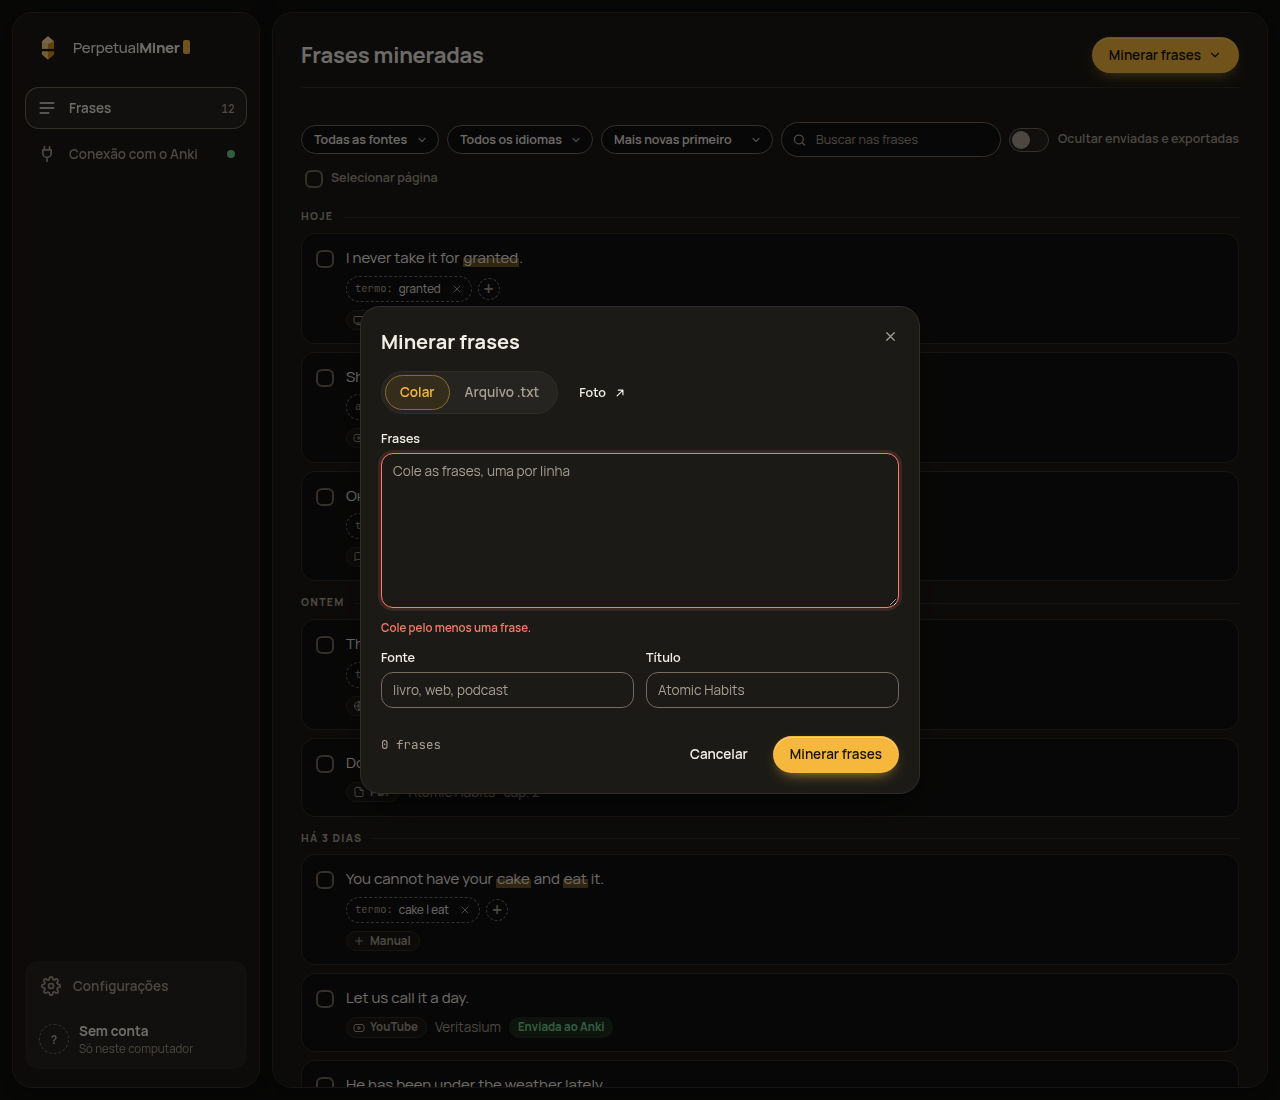 PerpetualMiner
Frases 12
Conexão com o Anki
Configurações
?
Sem conta
Só neste computador
Frases mineradas
Minerar frases
Todas as fontes
Todos os idiomas
Mais novas primeiro
Buscar nas frases
Ocultar enviadas e exportadas
Selecionar página
HOJE
I never take it for granted.
termo: granted
Minerar frases
Colar
Arquivo .txt
Foto
Frases
Cole as frases, uma por linha
Cole pelo menos uma frase.
Fonte
Título
livro, web, podcast
Atomic Habits
0 frases
Cancelar
Minerar frases
ONTEM
HÁ 3 DIAS
You cannot have your cake and eat it.
termo: cake | eat
Manual
Let us call it a day.
YouTube
Veritasium
Enviada ao Anki
He has been under the weather lately.